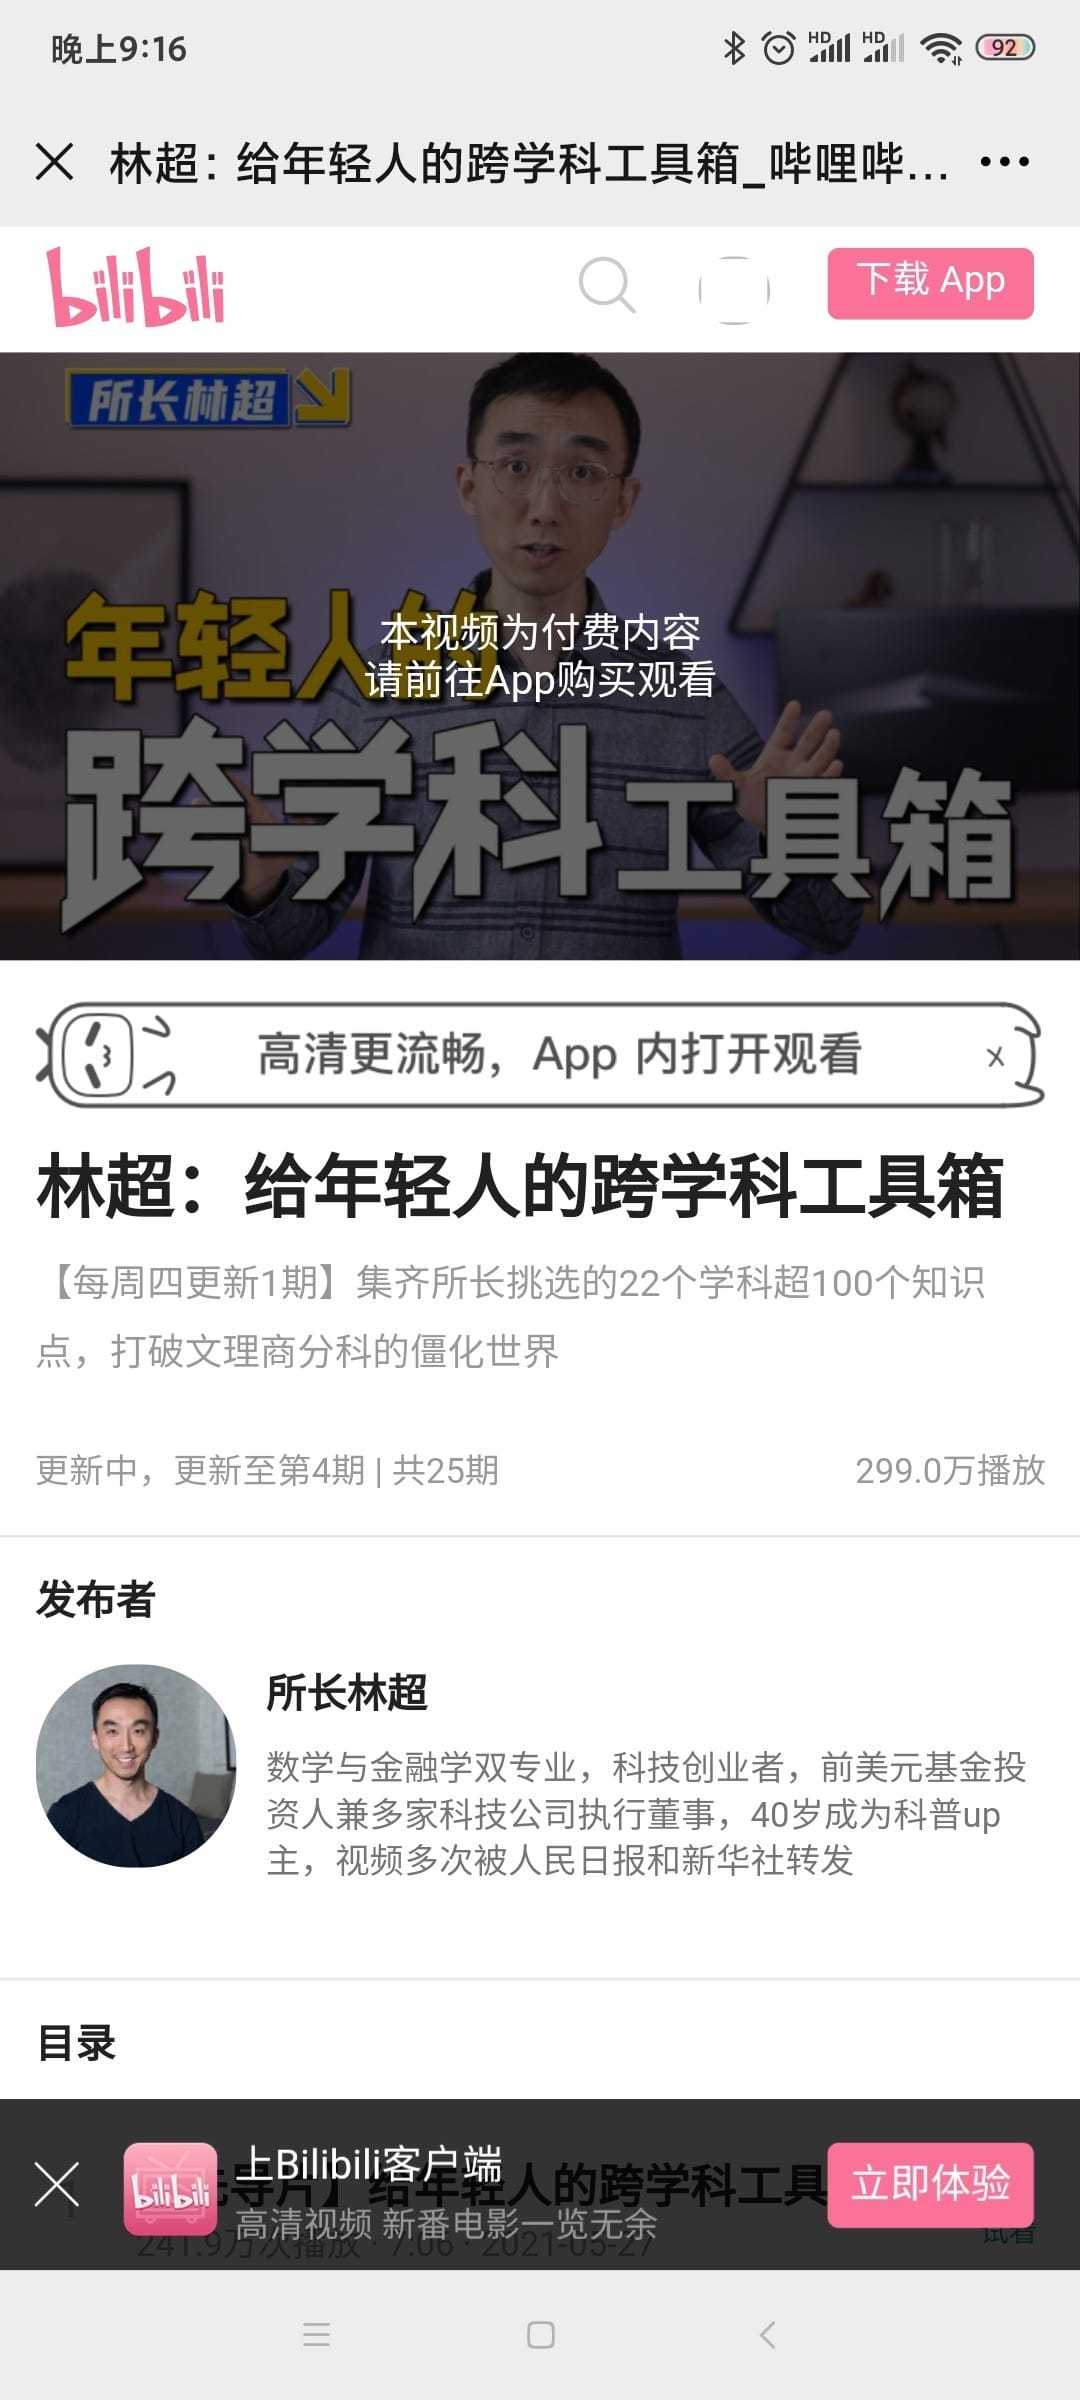 晚上9:16
HD
HD
92
林超：给年轻人的跨学科工具箱_哔哩哔...
bilibili
下载 App
所长林超
年轻人的
本视频为付费内容
请前往App购买观看
跨学科工具箱
高清更流畅，App 内打开观看
x
林超：给年轻人的跨学科工具箱
【每周四更新1期】集齐所长挑选的22个学科超100个知识
点，打破文理商分科的僵化世界
更新中，更新至第4期 | 共25期
299.0万播放
发布者
所长林超
数学与金融学双专业，科技创业者，前美元基金投
资人兼多家科技公司执行董事，40岁成为科普up
主，视频多次被人民日报和新华社转发
目录
上Bilibili客户端
导片】给年轻人的跨学科工具
bilibili
立即体验
高清视频 新番电影一览无余
241.9万次播放 · 7:06 · 2021-05-27
试看